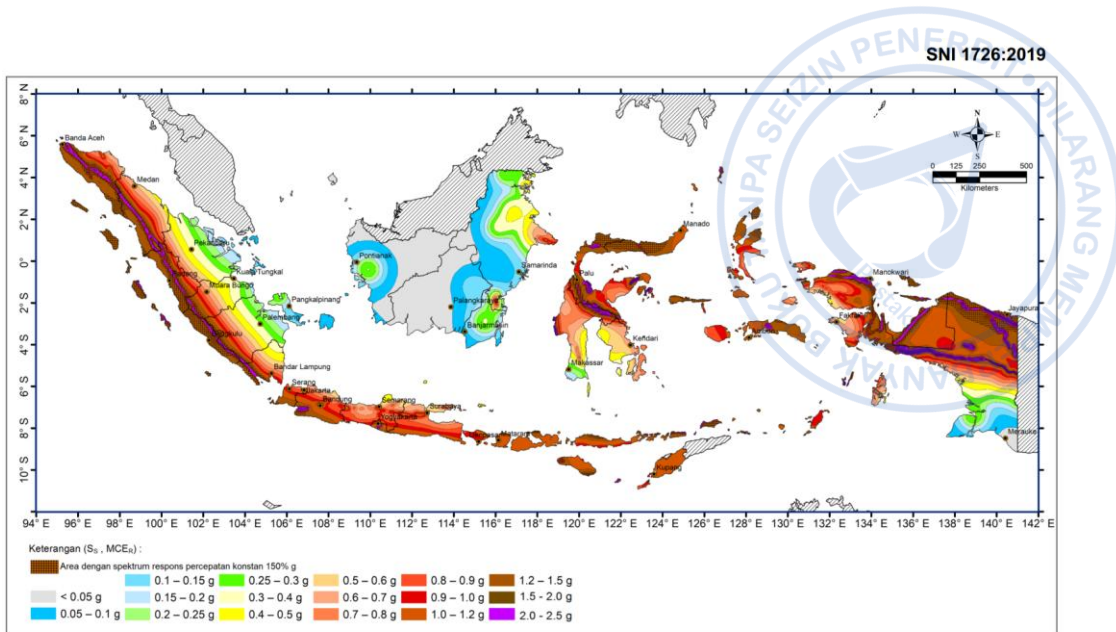 SNI 1726:2019
TANPA SEIZIN PENERBIT • DILARANG
8° N
6° N
4° N
2° N
0°
2° S
4° S
6° S
8° S
10° S
94° E
96° E
98° E
100° E
102° E
104° E
106° E
108° E
110° E
112° E
114° E
116° E
118° E
120° E
122° E
124° E
126° E
128° E
130° E
132° E
134° E
136° E
138° E
140° E
142° E
N
W
E
S
0 125 250 500
Kilometers
Banda Aceh
Medan
Pekanbaru
Kuala Tungkal
Padang
Muara Bungo
Pangkalpinang
Palembang
Bengkulu
Bandar Lampung
Serang
Jakarta
Bandung
Semarang
Yogyakarta
Surabaya
Mataram
Kupang
Pontianak
Samarinda
Palangkaraya
Banjarmasin
Manado
Palu
Kendari
Makassar
Manokwari
Jayapura
Merauke
Keterangan (S_S , MCE_R) :
Area dengan spektrum respons percepatan konstan 150% g
< 0.05 g
0.05 – 0.1 g
0.1 – 0.15 g
0.15 – 0.2 g
0.2 – 0.25 g
0.25 – 0.3 g
0.3 – 0.4 g
0.4 – 0.5 g
0.5 – 0.6 g
0.6 – 0.7 g
0.7 – 0.8 g
0.8 – 0.9 g
0.9 – 1.0 g
1.0 – 1.2 g
1.2 – 1.5 g
1.5 - 2.0 g
2.0 - 2.5 g